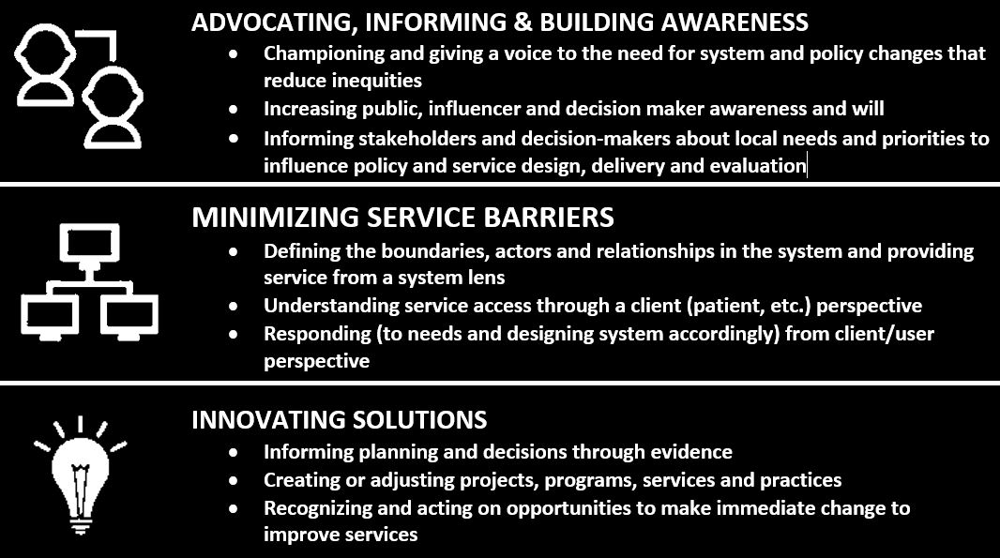 ADVOCATING, INFORMING & BUILDING AWARENESS
• Championing and giving a voice to the need for system and policy changes that
reduce inequities
• Increasing public, influencer and decision maker awareness and will
• Informing stakeholders and decision-makers about local needs and priorities to
influence policy and service design, delivery and evaluation
MINIMIZING SERVICE BARRIERS
• Defining the boundaries, actors and relationships in the system and providing
service from a system lens
• Understanding service access through a client (patient, etc.) perspective
• Responding (to needs and designing system accordingly) from client/user
perspective
INNOVATING SOLUTIONS
• Informing planning and decisions through evidence
• Creating or adjusting projects, programs, services and practices
• Recognizing and acting on opportunities to make immediate change to
improve services